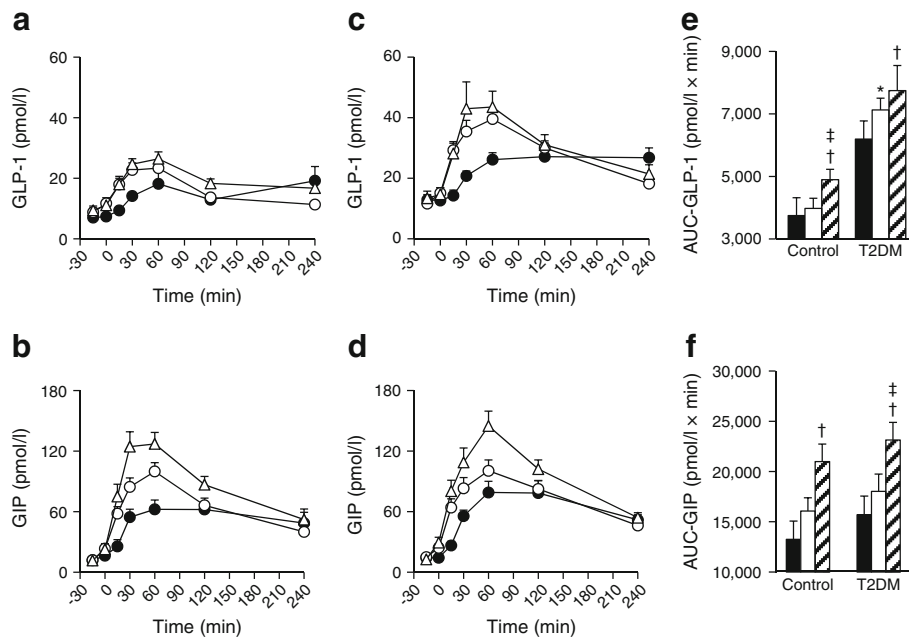 a
GLP-1 (pmol/l)
60
40
20
0
-30 0 30 60 90 120 150 180 210 240
Time (min)
c
GLP-1 (pmol/l)
60
40
20
0
-30 0 30 60 90 120 150 180 210 240
Time (min)
e
AUC-GLP-1 (pmol/l × min)
9,000
7,000
5,000
3,000
‡
†
*
†
Control T2DM
b
GIP (pmol/l)
180
120
60
0
-30 0 30 60 90 120 150 180 210 240
Time (min)
d
GIP (pmol/l)
180
120
60
0
-30 0 30 60 90 120 150 180 210 240
Time (min)
f
AUC-GIP (pmol/l × min)
30,000
25,000
20,000
15,000
10,000
†
‡
†
Control T2DM